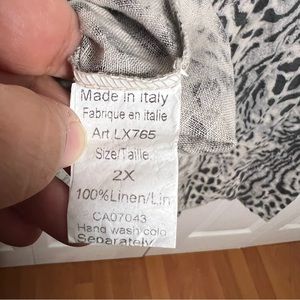 Made in Italy
Fabrique en italie
Art LX765
Size/Taille
2X
100%Linen/Lin
CA07043
Hand wash cold
Separately